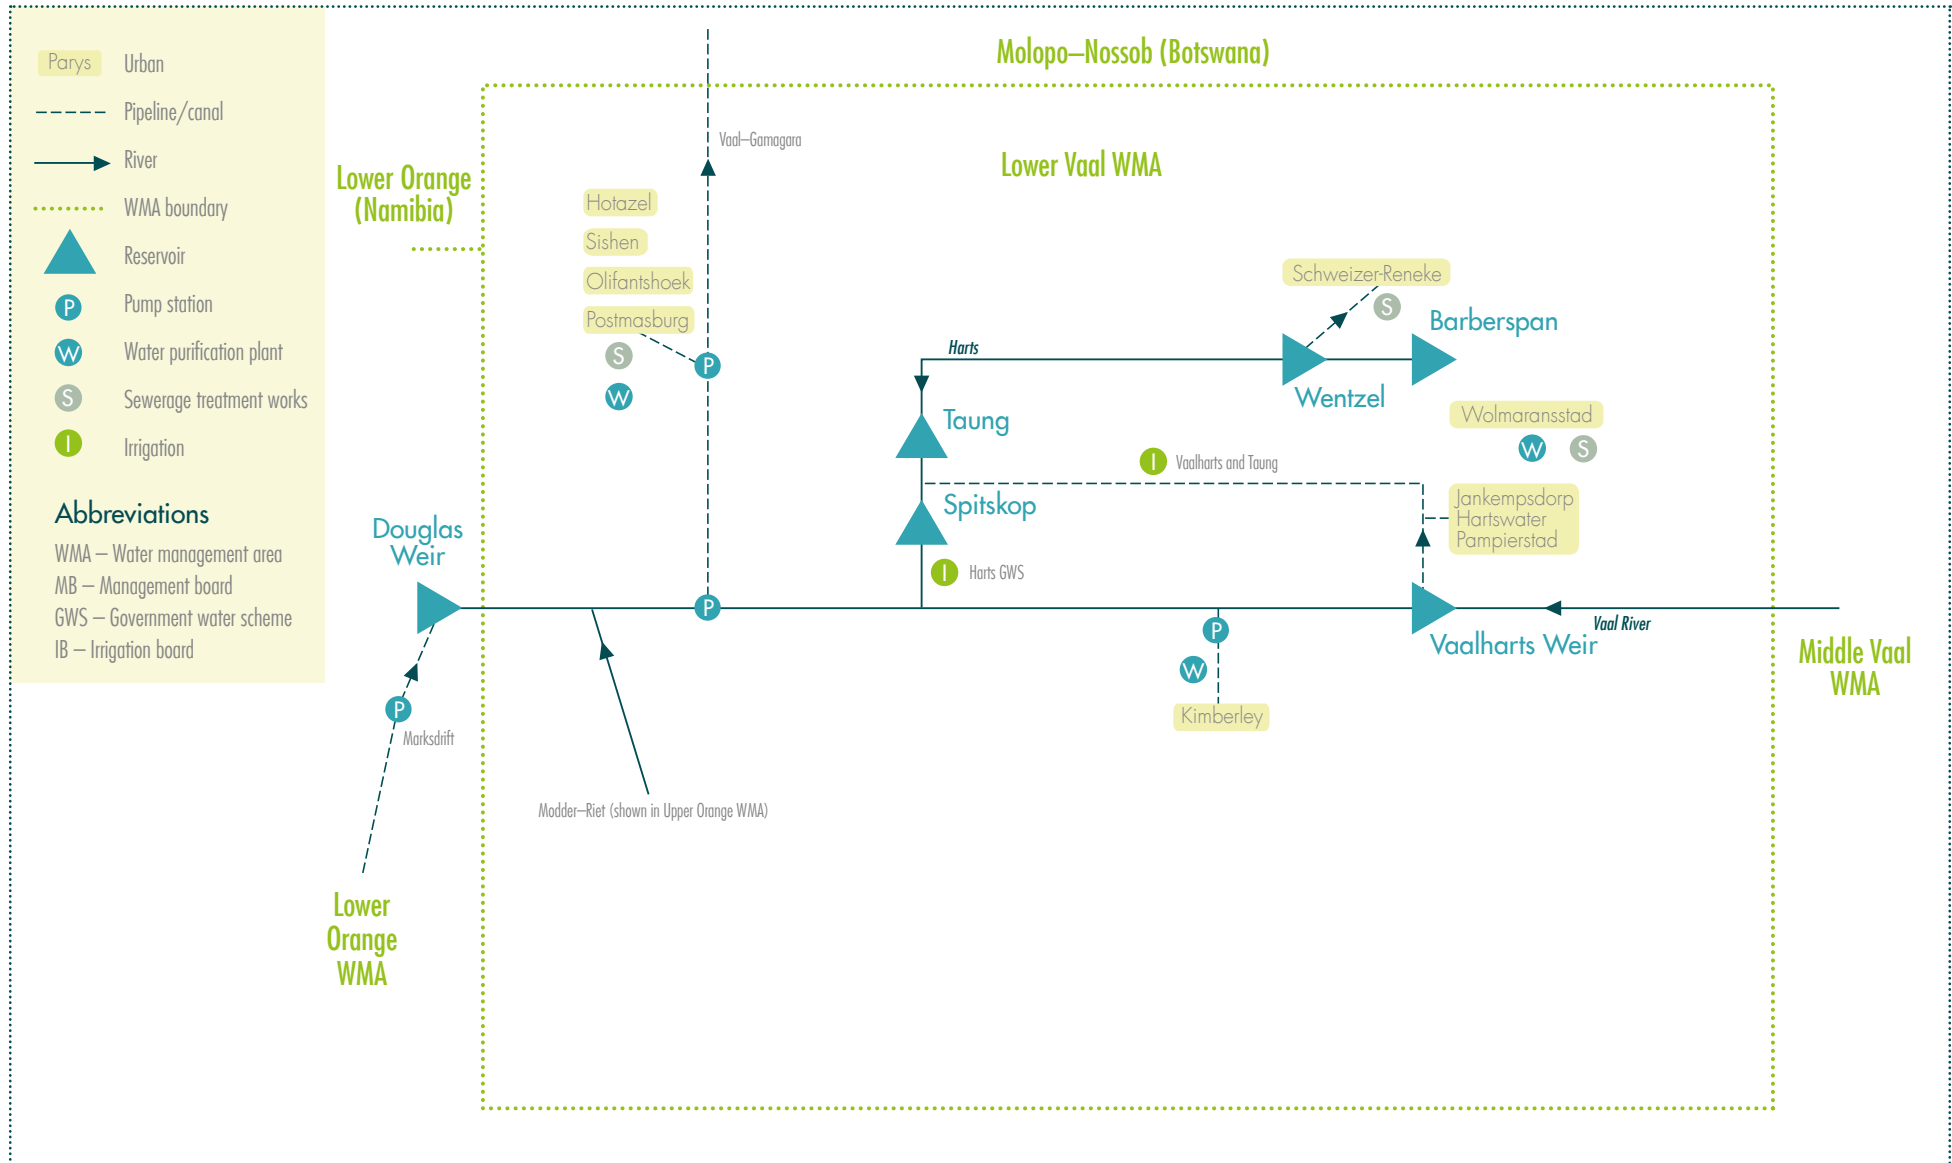 Parys
Urban
Pipeline/canal
River
WMA boundary
Reservoir
P
Pump station
W
Water purification plant
S
Sewerage treatment works
I
Irrigation
Abbreviations
WMA – Water management area
MB – Management board
GWS – Government water scheme
IB – Irrigation board
Molopo–Nossob (Botswana)
Lower Orange
(Namibia)
Lower Vaal WMA
Vaal–Gamagara
Hotazel
Sishen
Olifantshoek
Postmasburg
S
W
P
Schweizer-Reneke
S
Barberspan
Harts
Wentzel
Taung
Wolmaransstad
W
S
I
Vaalharts and Taung
Spitskop
Jankempsdorp
Hartswater
Pampierstad
Douglas
Weir
I
Harts GWS
P
P
W
Kimberley
Vaal River
Vaalharts Weir
Middle Vaal
WMA
P
Marksdrift
Modder–Riet (shown in Upper Orange WMA)
Lower
Orange
WMA